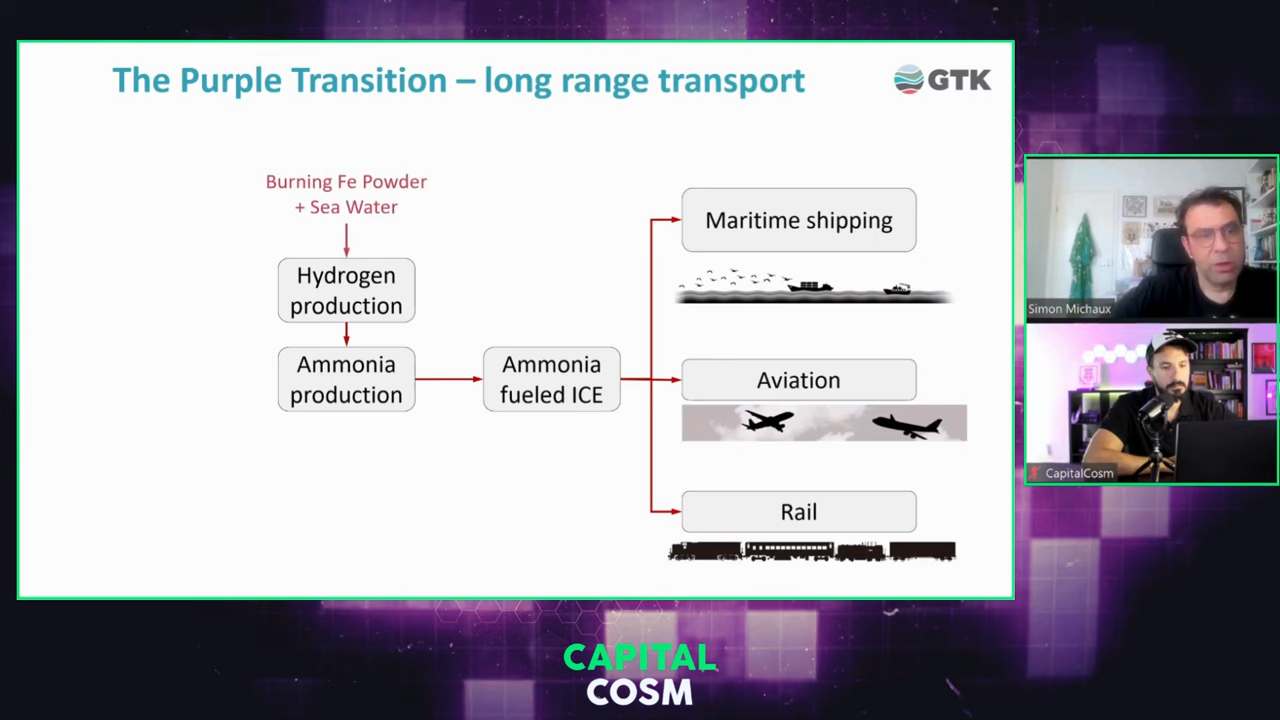 The Purple Transition – long range transport
GTK
Burning Fe Powder
+ Sea Water
Hydrogen
production
Ammonia
production
Ammonia
fueled ICE
Maritime shipping
Aviation
Rail
Simon Michaux
CapitalCosm
CAPITAL
COSM